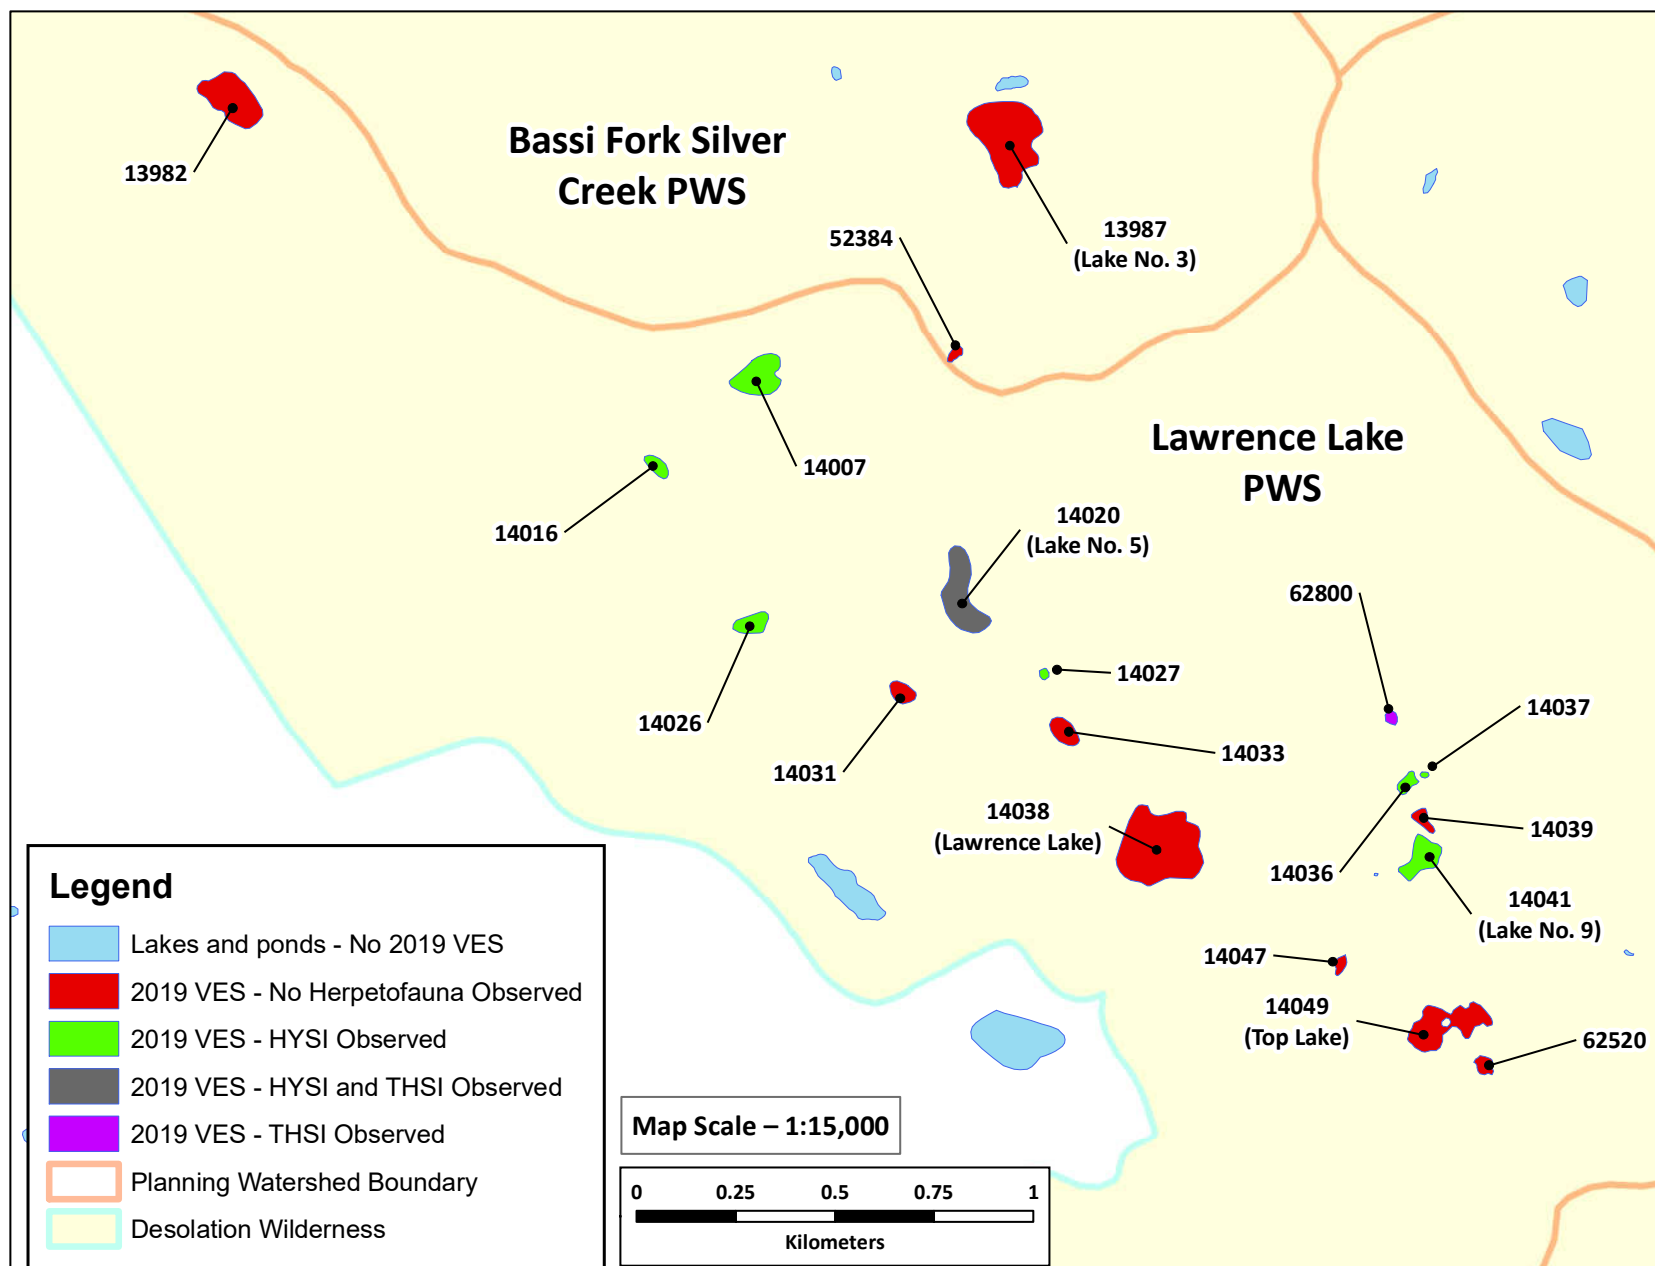 Bassi Fork Silver
Creek PWS
13982
52384
13987
(Lake No. 3)
14007
Lawrence Lake
PWS
14016
14020
(Lake No. 5)
62800
14027
14026
14037
14031
14033
14038
(Lawrence Lake)
14039
14036
14041
(Lake No. 9)
14047
14049
(Top Lake)
62520
Legend
Lakes and ponds - No 2019 VES
2019 VES - No Herpetofauna Observed
2019 VES - HYSI Observed
2019 VES - HYSI and THSI Observed
2019 VES - THSI Observed
Planning Watershed Boundary
Desolation Wilderness
Map Scale – 1:15,000
0 0.25 0.5 0.75 1
Kilometers